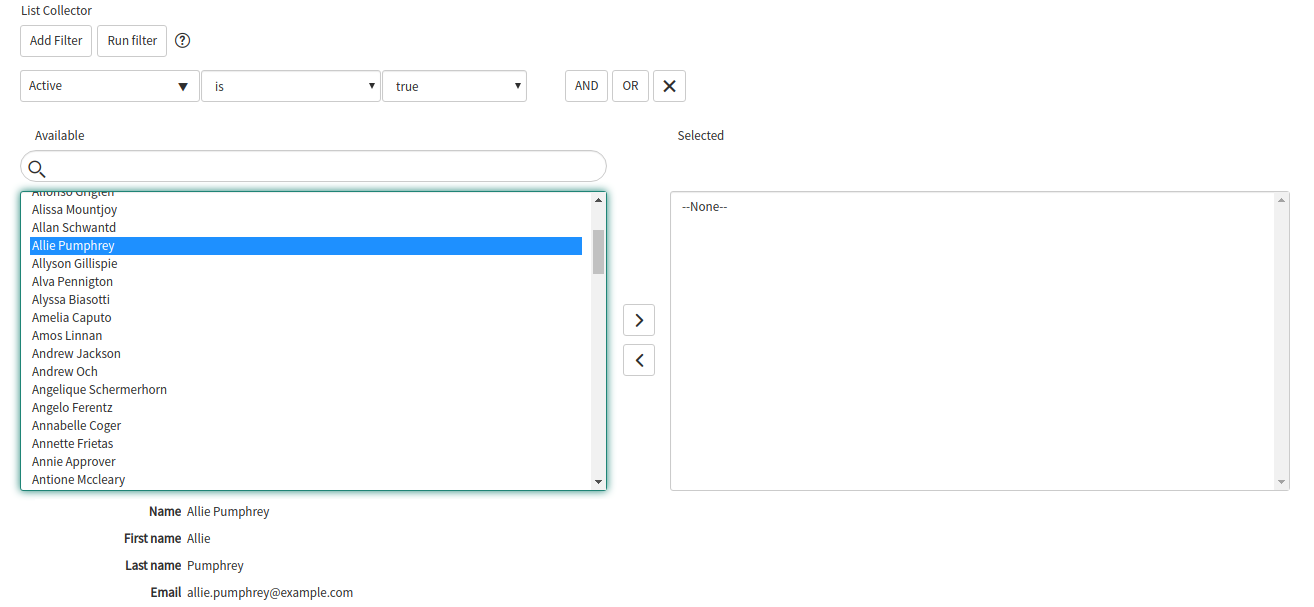 List Collector
Add Filter Run filter ?
Active is true AND OR
Available Selected
Alfonso Griglen
Alissa Mountjoy
Allan Schwantd
Allie Pumphrey
Allyson Gillispie
Alva Pennigton
Alyssa Biasotti
Amelia Caputo
Amos Linnan
Andrew Jackson
Andrew Och
Angelique Schermerhorn
Angelo Ferentz
Annabelle Coger
Annette Frietas
Annie Approver
Antione Mccleary
--None--
Name Allie Pumphrey
First name Allie
Last name Pumphrey
Email allie.pumphrey@example.com